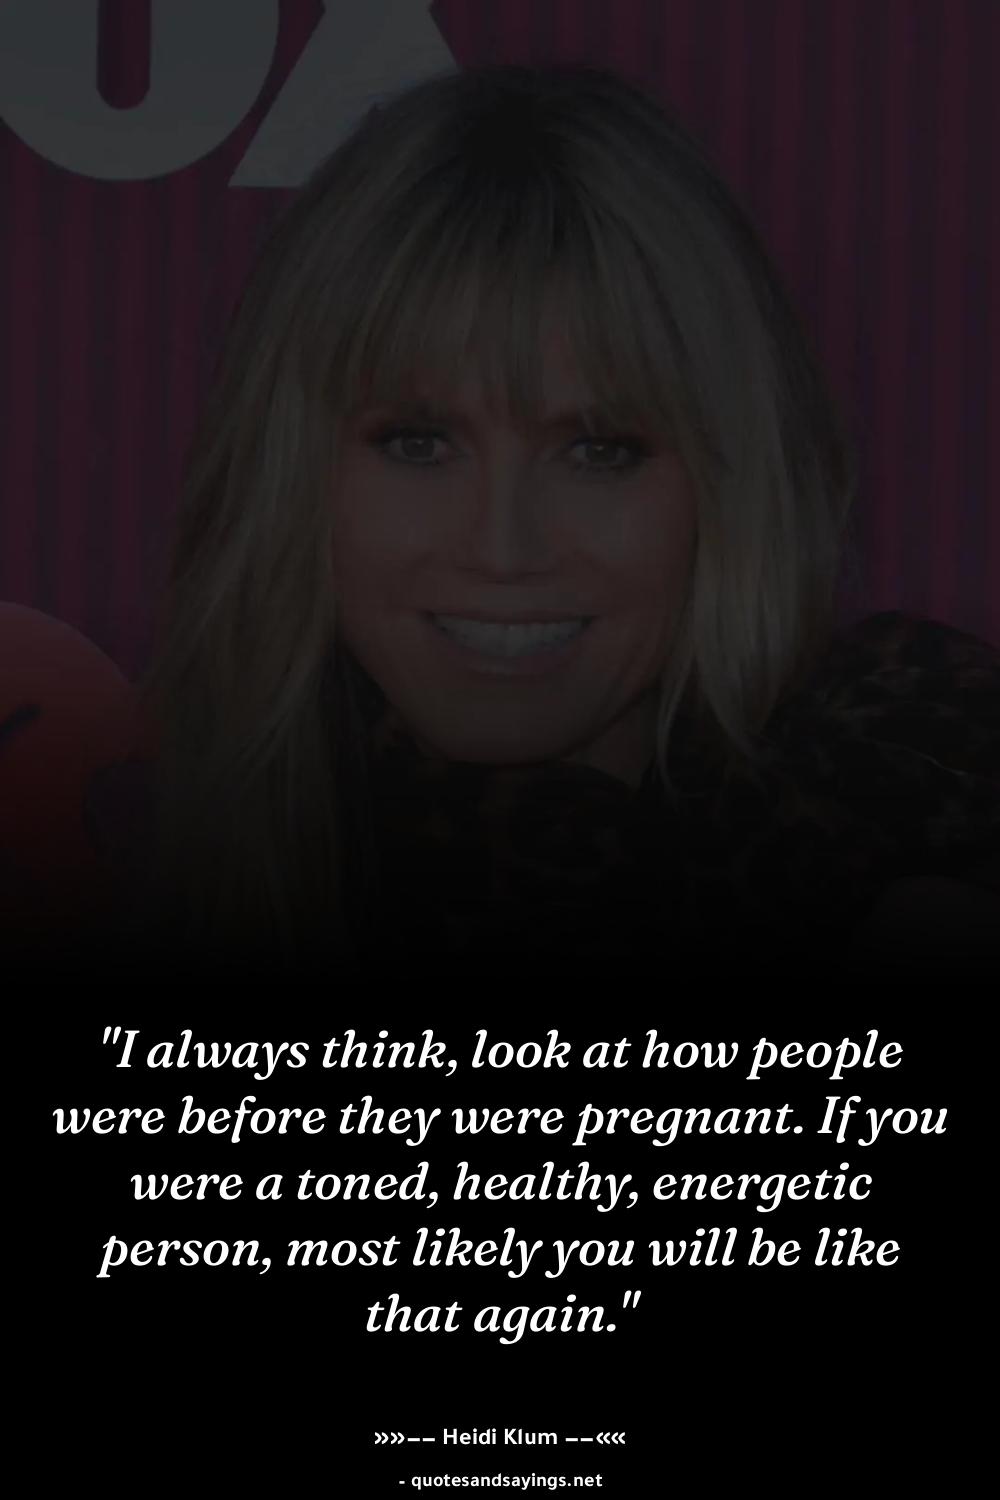 "I always think, look at how people
were before they were pregnant. If you
were a toned, healthy, energetic
person, most likely you will be like
that again."
»»−− Heidi Klum −−««
- quotesandsayings.net